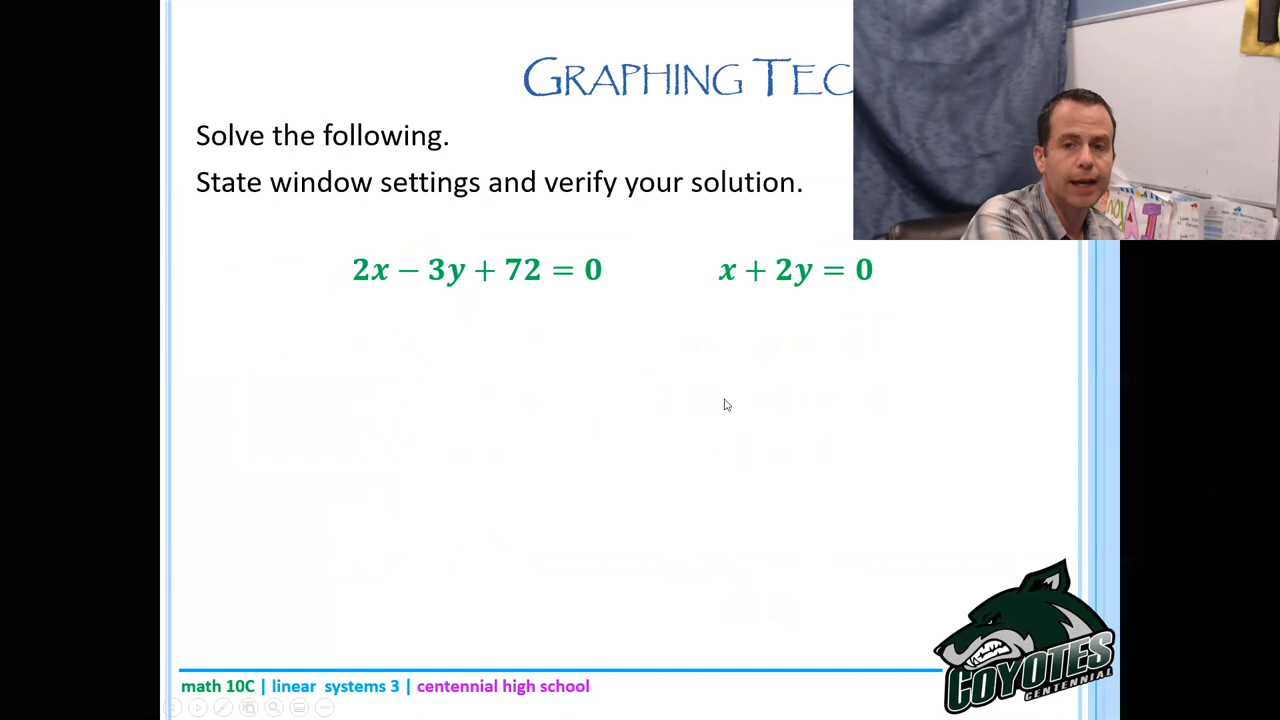 GRAPHING TEC
Solve the following.
State window settings and verify your solution.
2x − 3y + 72 = 0
x + 2y = 0
COYOTES
CENTENNIAL
math 10C | linear systems 3 | centennial high school